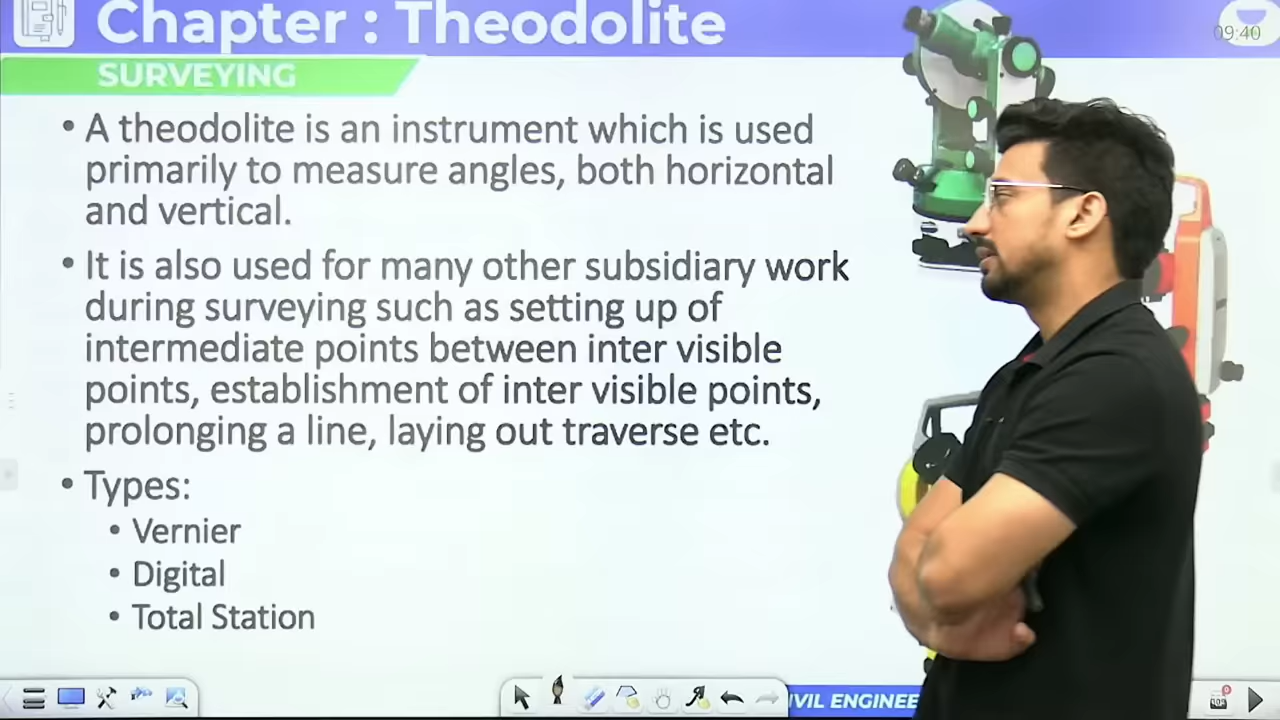 Chapter : Theodolite
09:40
SURVEYING
• A theodolite is an instrument which is used
primarily to measure angles, both horizontal
and vertical.
• It is also used for many other subsidiary work
during surveying such as setting up of
intermediate points between inter visible
points, establishment of inter visible points,
prolonging a line, laying out traverse etc.
• Types:
• Vernier
• Digital
• Total Station
IVIL ENGINEE